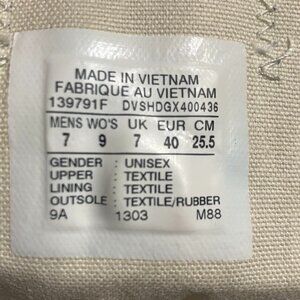 MADE IN VIETNAM
FABRIQUE AU VIETNAM
139791F DVSHDGX400436
MENS WO'S UK EUR CM
7 9 7 40 25.5
GENDER : UNISEX
UPPER : TEXTILE
LINING : TEXTILE
OUTSOLE : TEXTILE/RUBBER
9A 1303 M88